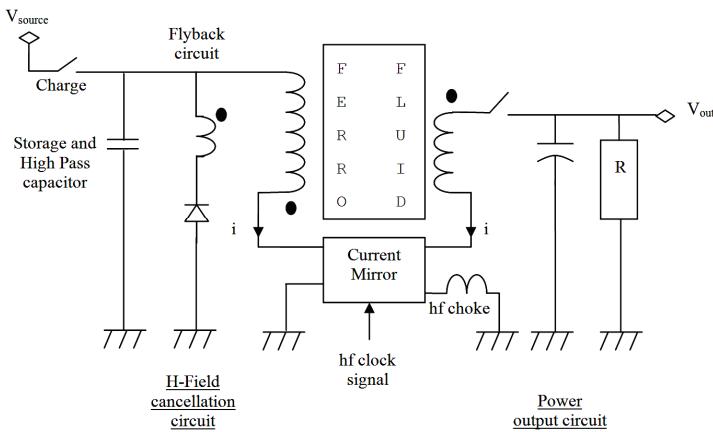 Vsource
Charge
Flyback
circuit
Storage and
High Pass
capacitor
F F
E L
R U
R I
O D
Vout
R
i
i
Current
Mirror
hf choke
hf clock
signal
H-Field
cancellation
circuit
Power
output circuit